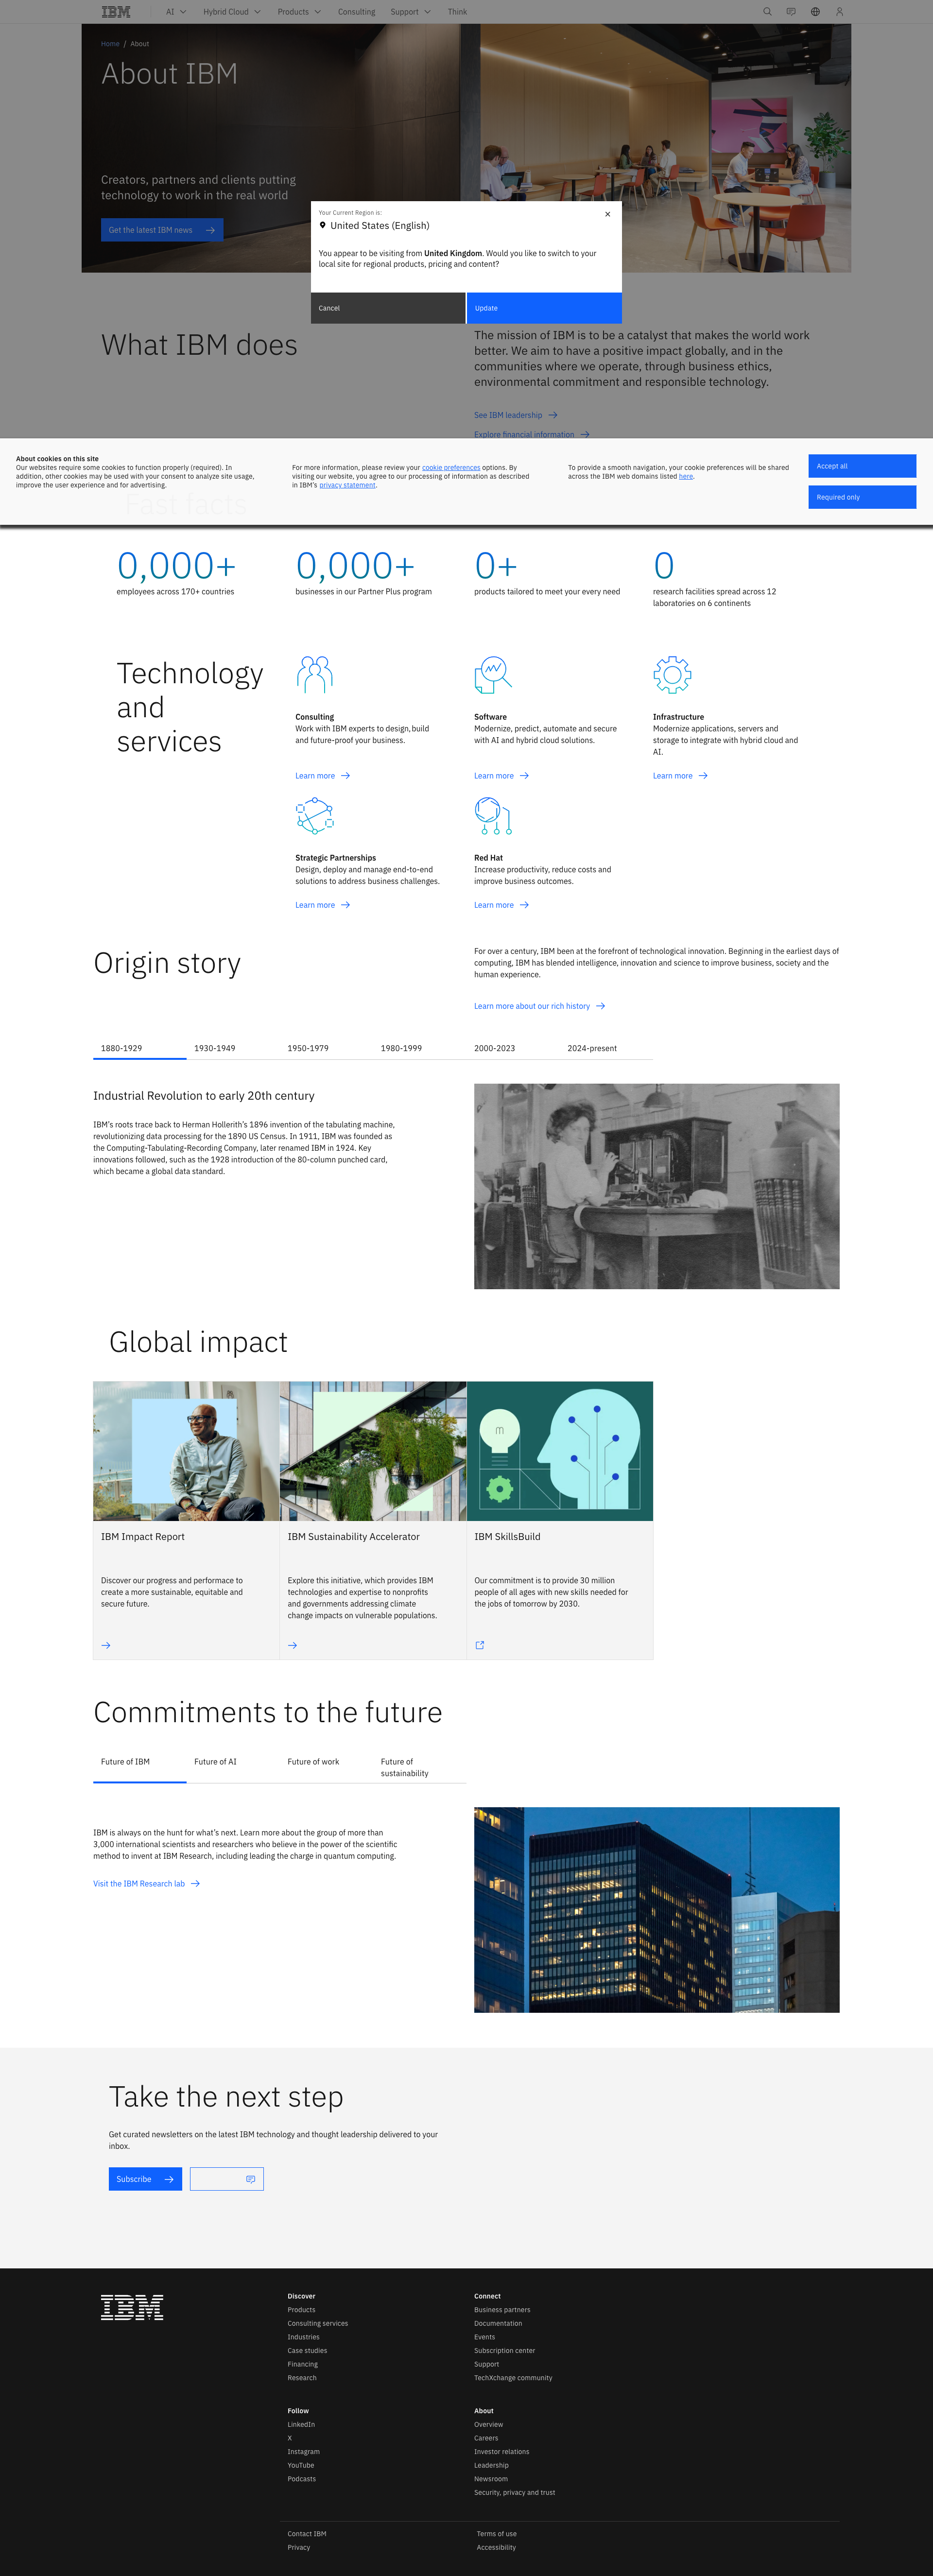 IBM
AI
Hybrid Cloud
Products
Consulting
Support
Think
Home / About
About IBM
Creators, partners and clients putting
technology to work in the real world
Get the latest IBM news
Your Current Region is:
United States (English)
You appear to be visiting from United Kingdom. Would you like to switch to your
local site for regional products, pricing and content?
Cancel
Update
What IBM does
The mission of IBM is to be a catalyst that makes the world work
better. We aim to have a positive impact globally, and in the
communities where we operate, through business ethics,
environmental commitment and responsible technology.
See IBM leadership
Explore financial information
About cookies on this site
Our websites require some cookies to function properly (required). In
addition, other cookies may be used with your consent to analyze site usage,
improve the user experience and for advertising.
For more information, please review your cookie preferences options. By
visiting our website, you agree to our processing of information as described
in IBM's privacy statement.
To provide a smooth navigation, your cookie preferences will be shared
across the IBM web domains listed here.
Accept all
Required only
Fast facts
0,000+
employees across 170+ countries
0,000+
businesses in our Partner Plus program
0+
products tailored to meet your every need
0
research facilities spread across 12
laboratories on 6 continents
Technology
and
services
Consulting
Work with IBM experts to design, build
and future-proof your business.
Learn more
Software
Modernize, predict, automate and secure
with AI and hybrid cloud solutions.
Learn more
Infrastructure
Modernize applications, servers and
storage to integrate with hybrid cloud and
AI.
Learn more
Strategic Partnerships
Design, deploy and manage end-to-end
solutions to address business challenges.
Learn more
Red Hat
Increase productivity, reduce costs and
improve business outcomes.
Learn more
Origin story
For over a century, IBM been at the forefront of technological innovation. Beginning in the earliest days of
computing, IBM has blended intelligence, innovation and science to improve business, society and the
human experience.
Learn more about our rich history
1880-1929
1930-1949
1950-1979
1980-1999
2000-2023
2024-present
Industrial Revolution to early 20th century
IBM's roots trace back to Herman Hollerith's 1896 invention of the tabulating machine,
revolutionizing data processing for the 1890 US Census. In 1911, IBM was founded as
the Computing-Tabulating-Recording Company, later renamed IBM in 1924. Key
innovations followed, such as the 1928 introduction of the 80-column punched card,
which became a global data standard.
Global impact
m
IBM Impact Report
Discover our progress and performace to
create a more sustainable, equitable and
secure future.
IBM Sustainability Accelerator
Explore this initiative, which provides IBM
technologies and expertise to nonprofits
and governments addressing climate
change impacts on vulnerable populations.
IBM SkillsBuild
Our commitment is to provide 30 million
people of all ages with new skills needed for
the jobs of tomorrow by 2030.
Commitments to the future
Future of IBM
Future of AI
Future of work
Future of
sustainability
IBM is always on the hunt for what's next. Learn more about the group of more than
3,000 international scientists and researchers who believe in the power of the scientific
method to invent at IBM Research, including leading the charge in quantum computing.
Visit the IBM Research lab
Take the next step
Get curated newsletters on the latest IBM technology and thought leadership delivered to your
inbox.
Subscribe
IBM
Discover
Products
Consulting services
Industries
Case studies
Financing
Research
Connect
Business partners
Documentation
Events
Subscription center
Support
TechXchange community
Follow
LinkedIn
X
Instagram
YouTube
Podcasts
About
Overview
Careers
Investor relations
Leadership
Newsroom
Security, privacy and trust
Contact IBM
Privacy
Terms of use
Accessibility